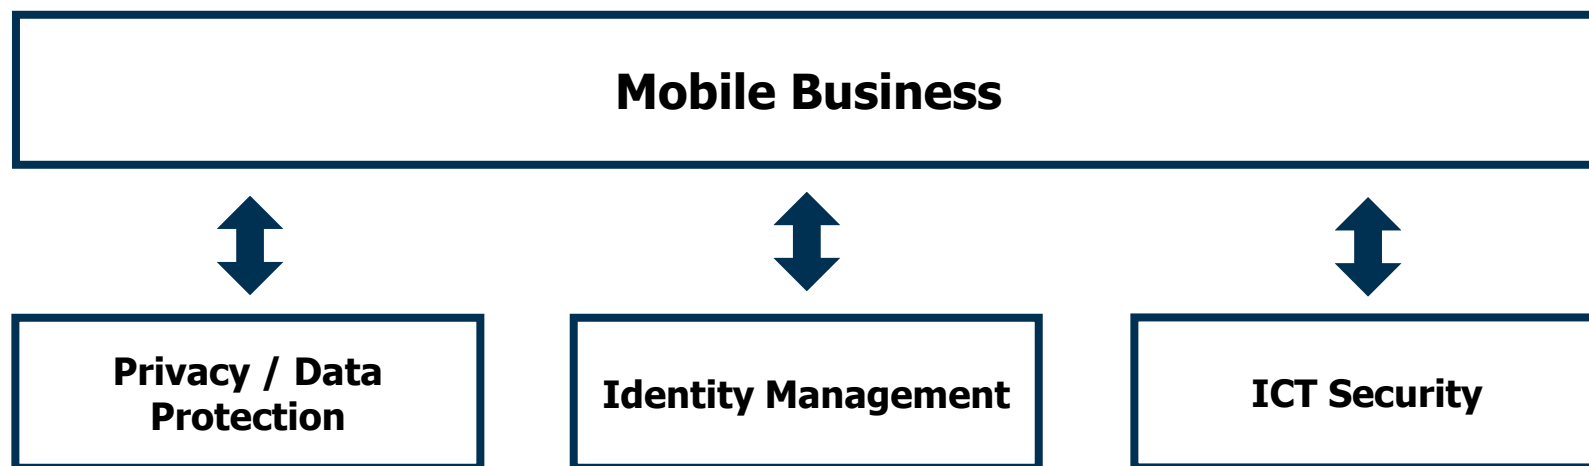 Mobile Business
Privacy / Data
Protection
Identity Management
ICT Security